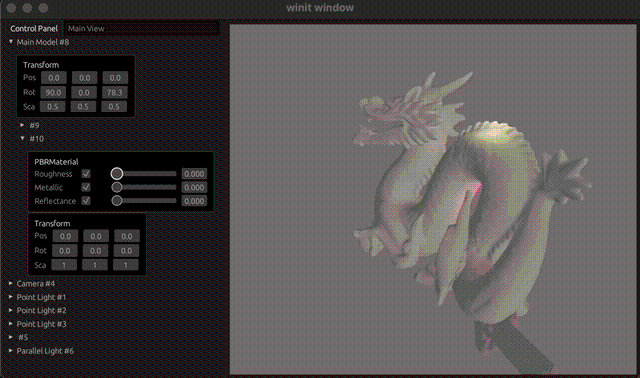 winit window
Control Panel Main View
Main Model #8
Transform
Pos 0.0 0.0 0.0
Rot 90.0 0.0 78.3
Sca 0.5 0.5 0.5
#9
#10
PBRMaterial
Roughness 0.000
Metallic 0.000
Reflectance 0.000
Transform
Pos 0.0 0.0 0.0
Rot 0.0 0.0 0.0
Sca 1 1 1
Camera #4
Point Light #1
Point Light #2
Point Light #3
#5
Parallel Light #6